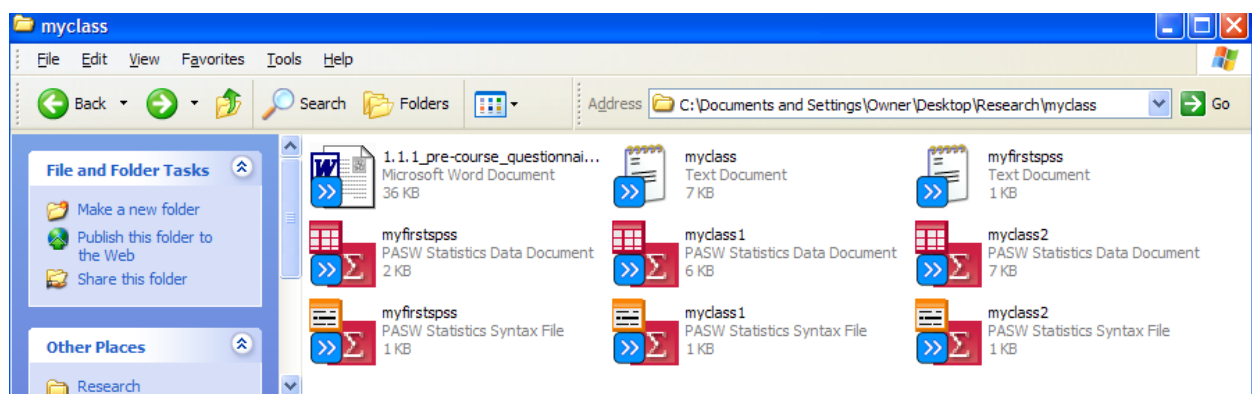 myclass
File Edit View Favorites Tools Help
Back Search Folders Address C:\Documents and Settings\Owner\Desktop\Research\myclass Go
File and Folder Tasks
Make a new folder
Publish this folder to
the Web
Share this folder
Other Places
Research
1.1.1_pre-course_questionnai...
Microsoft Word Document
36 KB
myclass
Text Document
7 KB
myfirstspss
Text Document
1 KB
myfirstspss
PASW Statistics Data Document
2 KB
myclass1
PASW Statistics Data Document
6 KB
myclass2
PASW Statistics Data Document
7 KB
myfirstspss
PASW Statistics Syntax File
1 KB
myclass1
PASW Statistics Syntax File
1 KB
myclass2
PASW Statistics Syntax File
1 KB